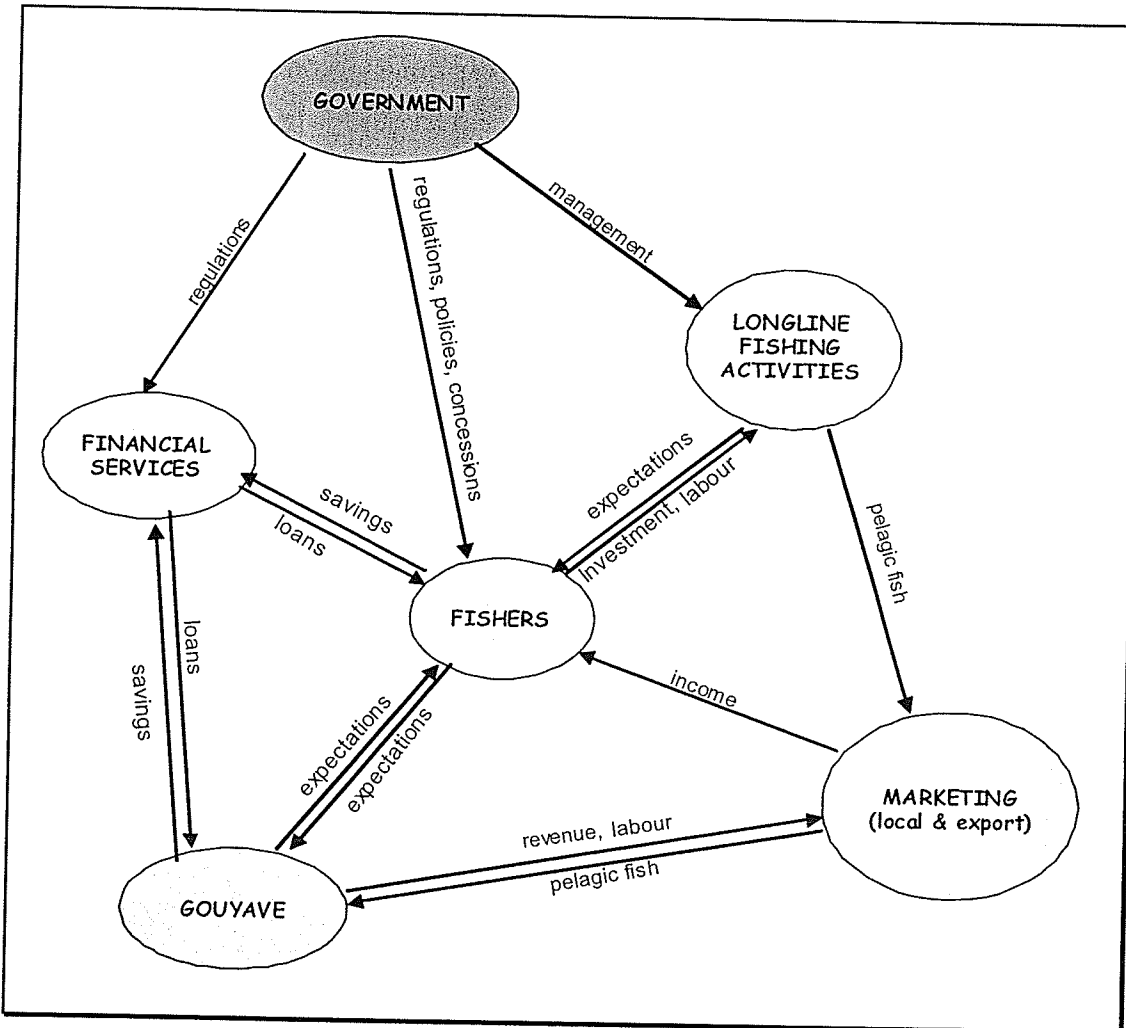 GOVERNMENT
regulations
regulations, policies, concessions
management
LONGLINE
FISHING
ACTIVITIES
FINANCIAL
SERVICES
savings
loans
expectations
Investment, labour
pelagic fish
FISHERS
loans
savings
income
expectations
expectations
MARKETING
(local & export)
revenue, labour
pelagic fish
GOUYAVE